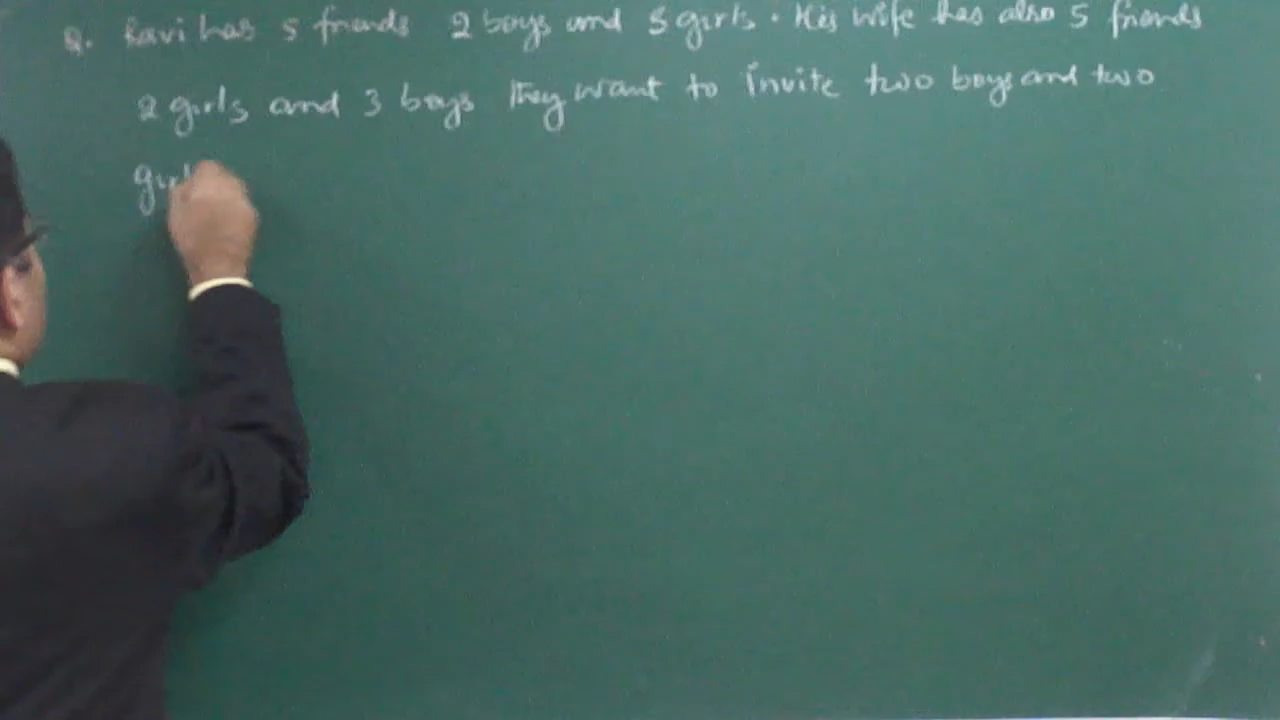 Q. Ravi has 5 friends 2 boys and 3 girls. His wife has also 5 friends
2 girls and 3 boys they want to invite two boys and two
girl